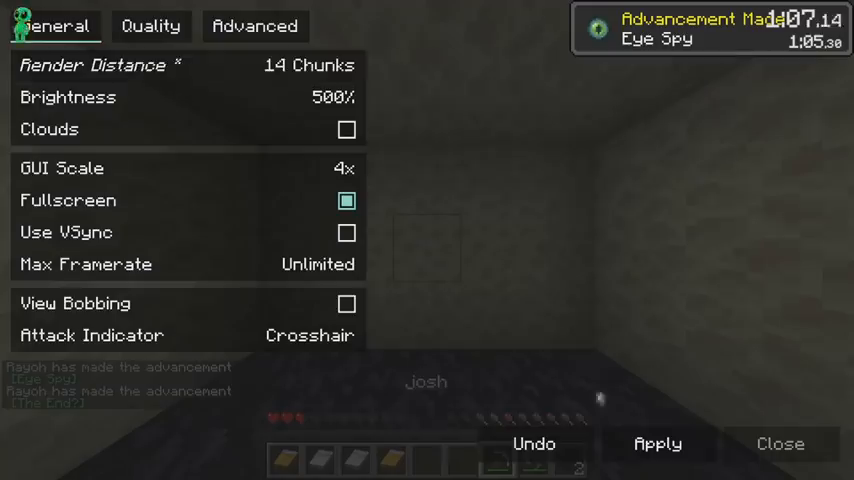 General Quality Advanced
Advancement Made 1:07.14
Eye Spy 1:05.30
Render Distance * 14 Chunks
Brightness 500%
Clouds
GUI Scale 4x
Fullscreen
Use VSync
Max Framerate Unlimited
View Bobbing
Attack Indicator Crosshair
Rayoh has made the advancement
[Eye Spy]
Rayoh has made the advancement
[The End?]
josh
Undo Apply Close
2